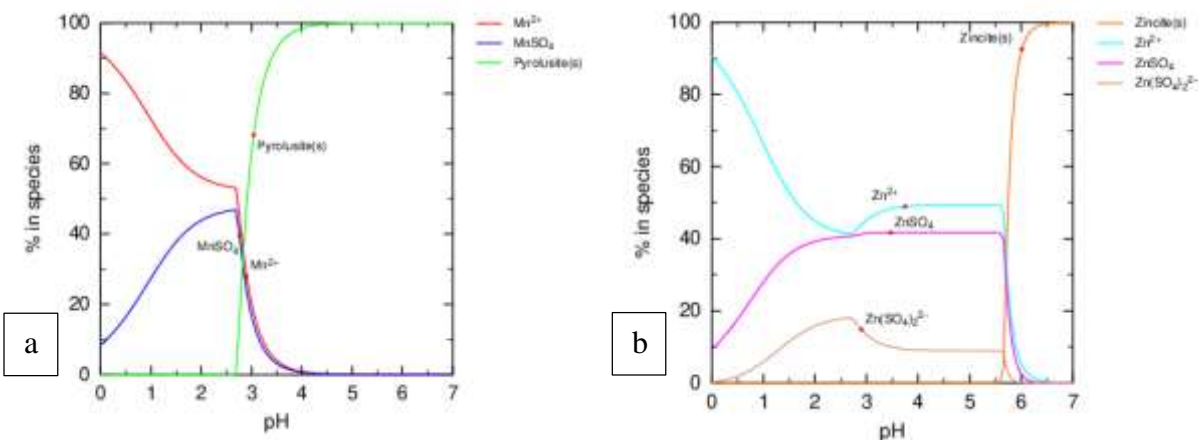 Mn²⁺
MnSO₄
Pyrolusite(s)
100
80
60
40
20
0
% in species
Pyrolusite(s)
MnSO₄
Mn²⁺
0 1 2 3 4 5 6 7
pH
a
Zincite(s)
Zn²⁺
ZnSO₄
Zn(SO₄)₂²⁻
100
80
60
40
20
0
% in species
Zincite(s)
Zn²⁺
ZnSO₄
Zn(SO₄)₂²⁻
0 1 2 3 4 5 6 7
pH
b